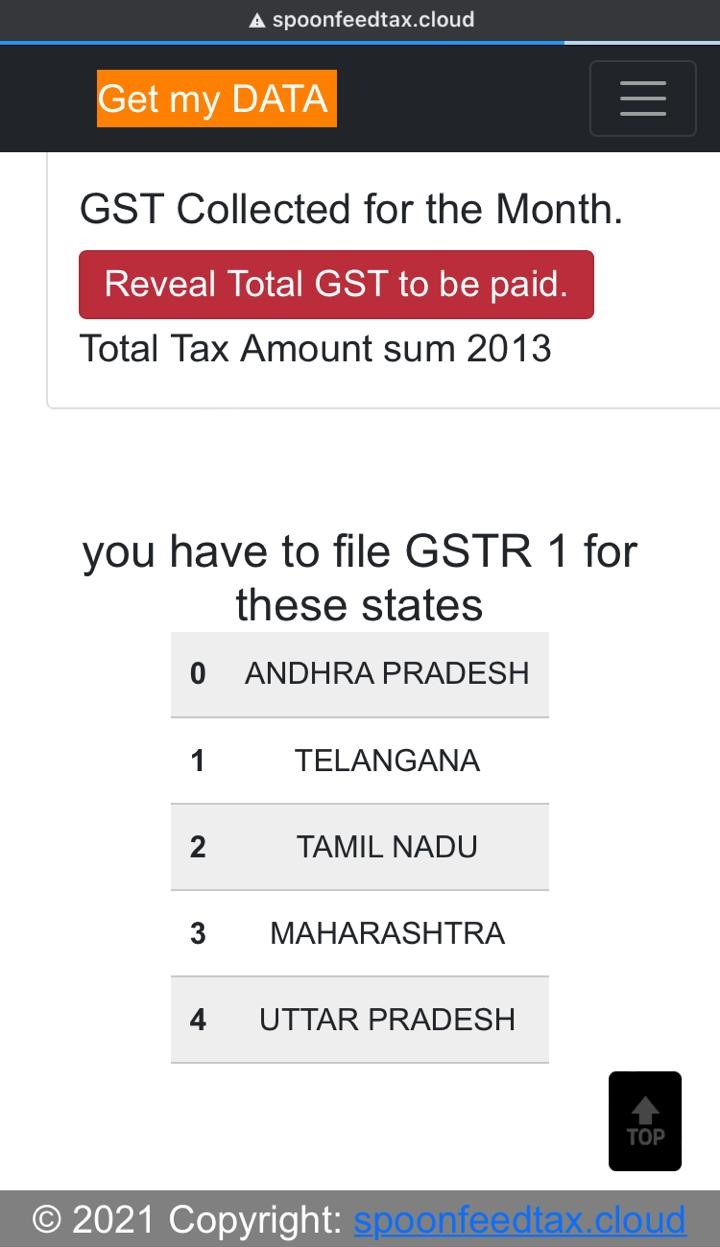 spoonfeedtax.cloud
Get my DATA
GST Collected for the Month.
Reveal Total GST to be paid.
Total Tax Amount sum 2013
you have to file GSTR 1 for
these states
0 ANDHRA PRADESH
1 TELANGANA
2 TAMIL NADU
3 MAHARASHTRA
4 UTTAR PRADESH
TOP
© 2021 Copyright: spoonfeedtax.cloud